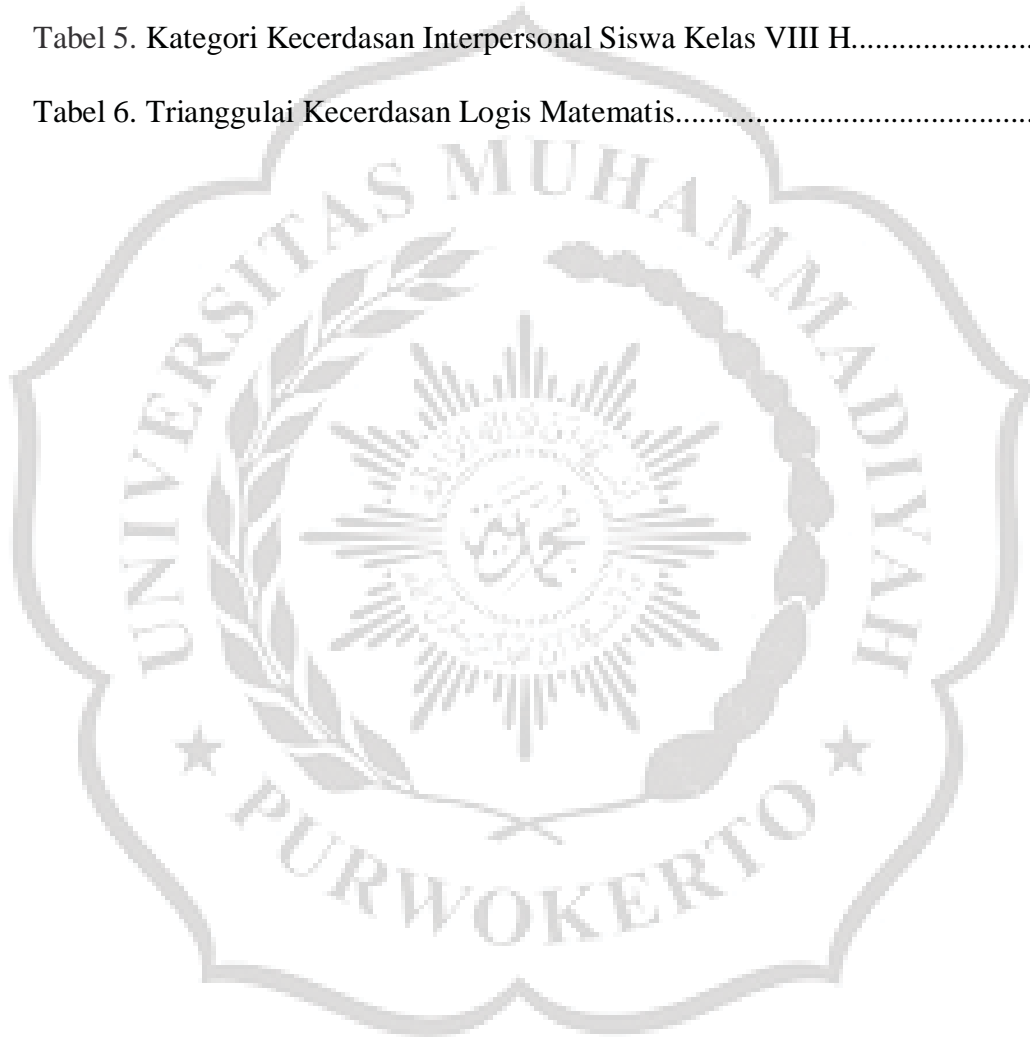 Tabel 5. Kategori Kecerdasan Interpersonal Siswa Kelas VIII H.......................
Tabel 6. Trianggulai Kecerdasan Logis Matematis.............................................
UNIVERSITAS MUHAMMADIYAH
★ PURWOKERTO ★